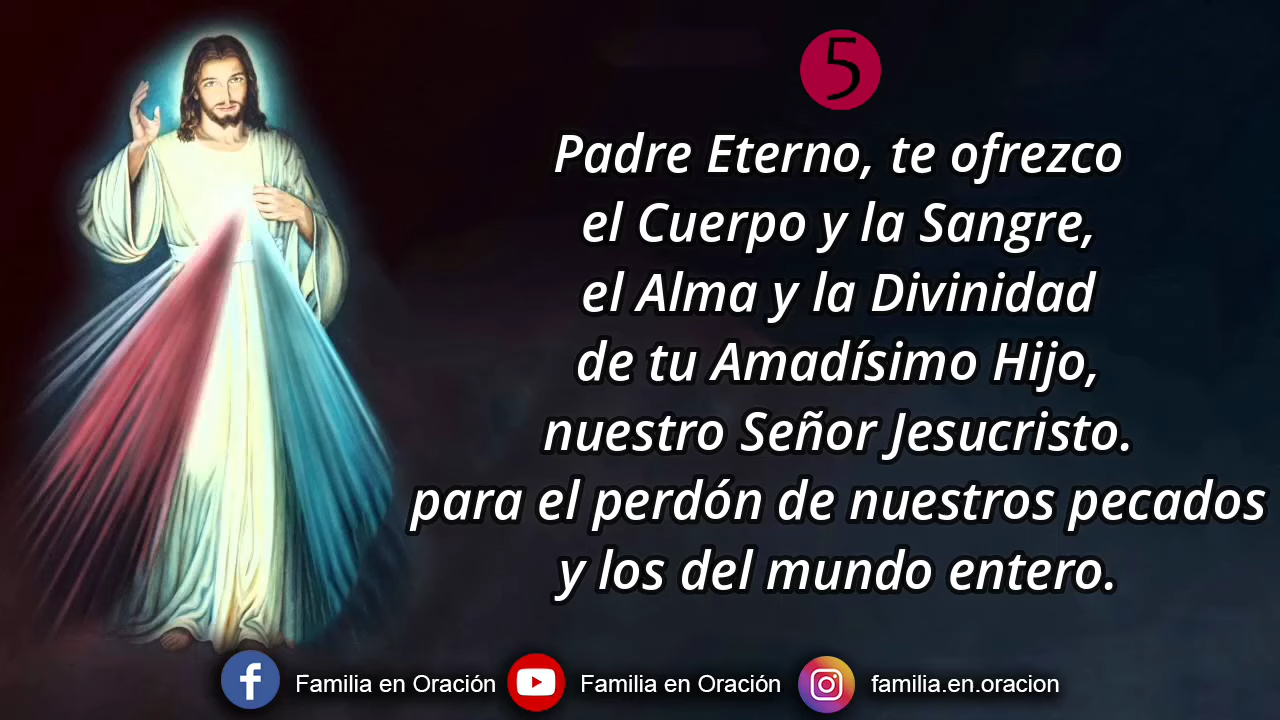 5
Padre Eterno, te ofrezco
el Cuerpo y la Sangre,
el Alma y la Divinidad
de tu Amadísimo Hijo,
nuestro Señor Jesucristo.
para el perdón de nuestros pecados
y los del mundo entero.
f Familia en Oración Familia en Oración familia.en.oracion